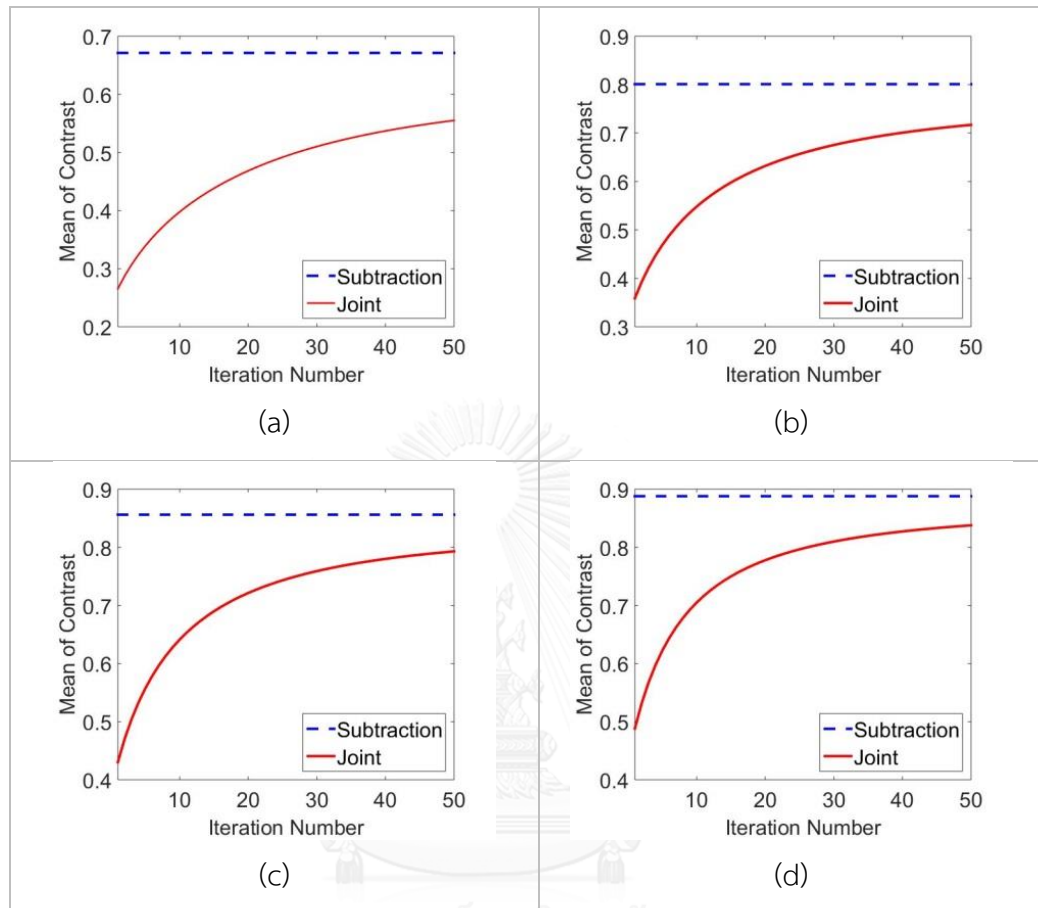 0.7
0.6
0.5
0.4
0.3
0.2
Mean of Contrast
10 20 30 40 50
Iteration Number
Subtraction
Joint
(a)
0.9
0.8
0.7
0.6
0.5
0.4
0.3
Mean of Contrast
10 20 30 40 50
Iteration Number
Subtraction
Joint
(b)
0.9
0.8
0.7
0.6
0.5
0.4
Mean of Contrast
10 20 30 40 50
Iteration Number
Subtraction
Joint
(c)
0.9
0.8
0.7
0.6
0.5
0.4
Mean of Contrast
10 20 30 40 50
Iteration Number
Subtraction
Joint
(d)